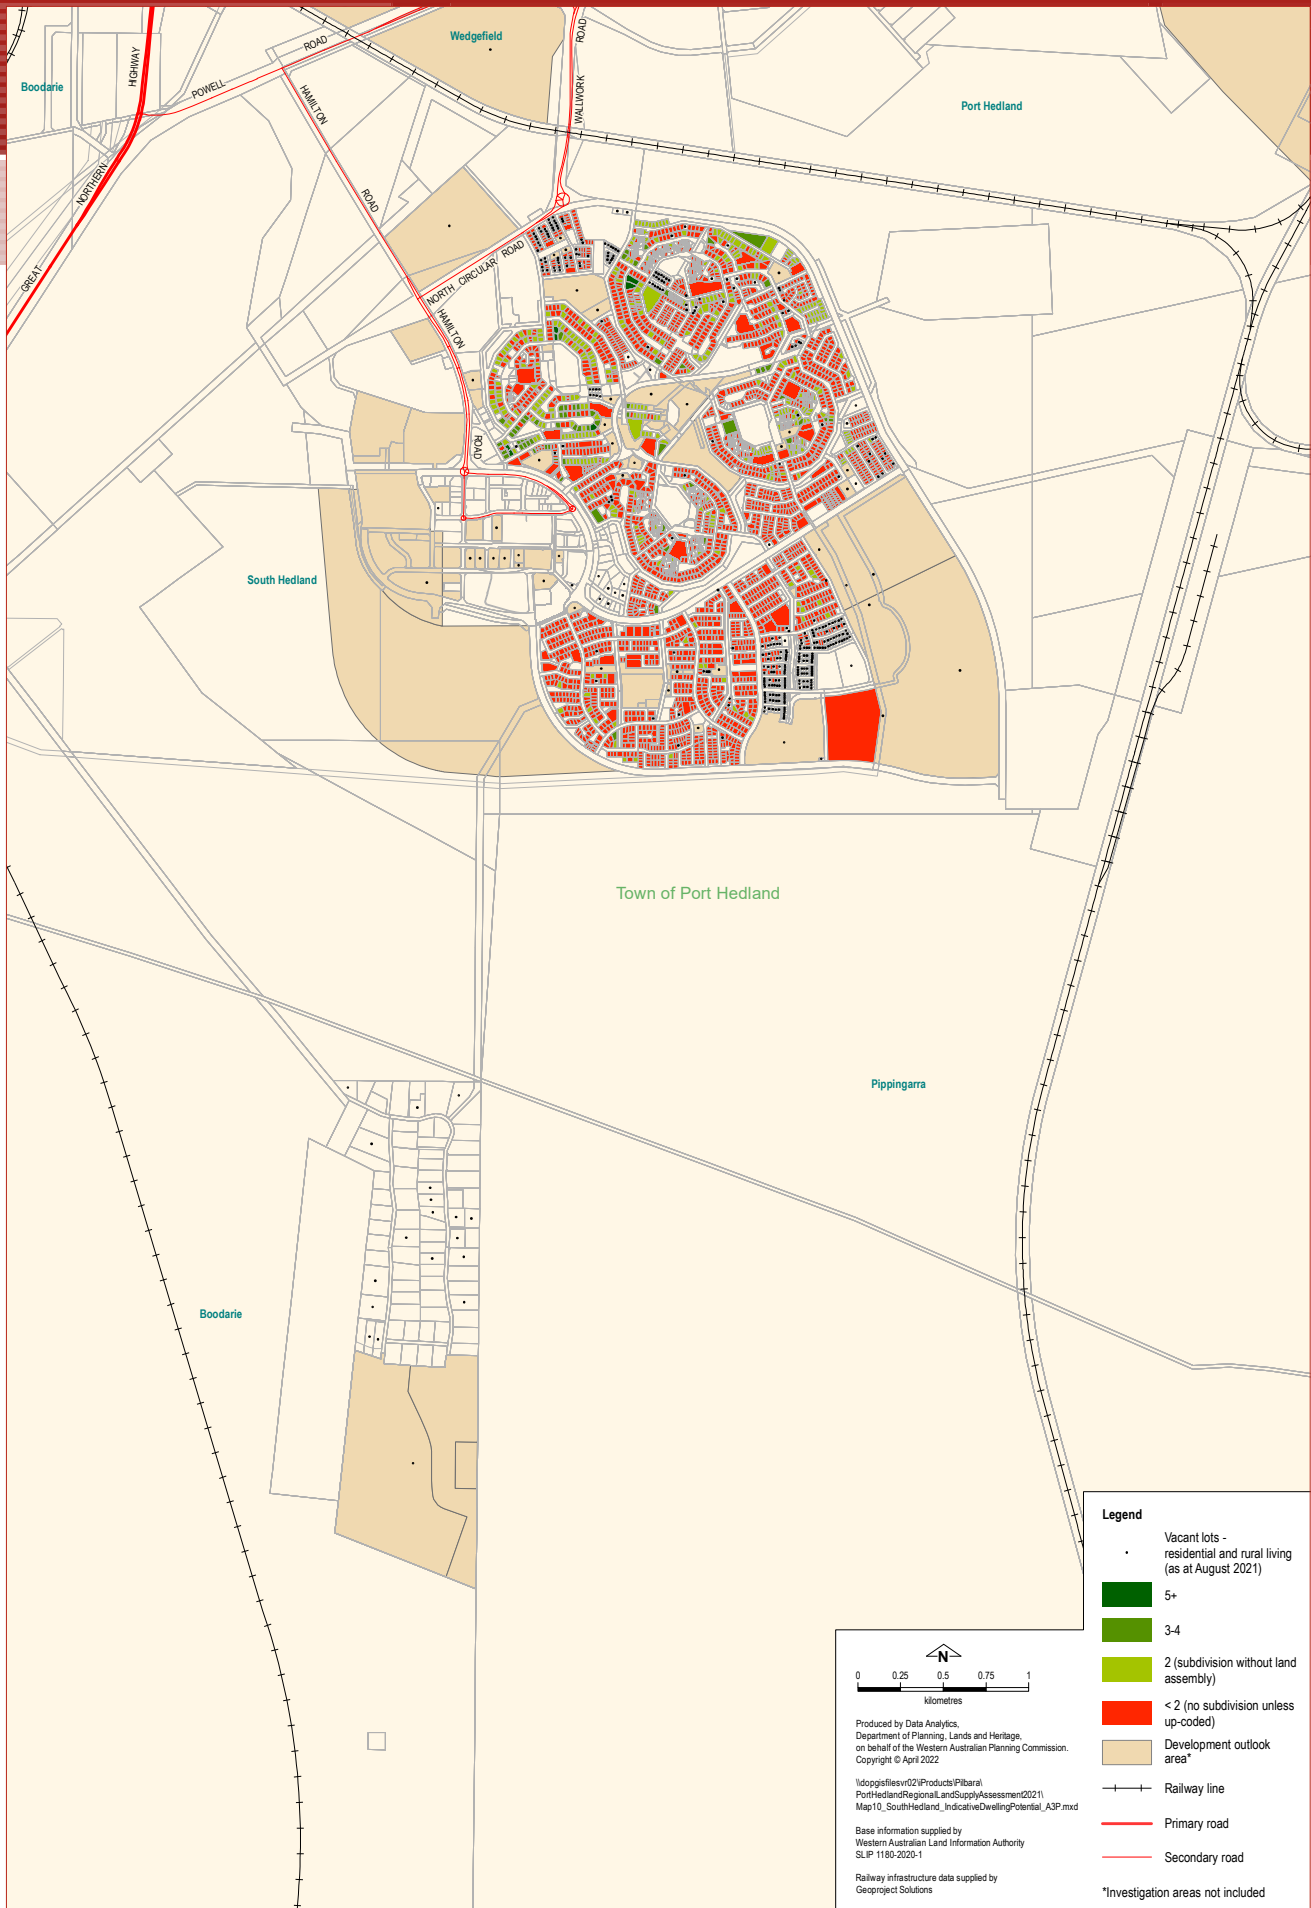 Wedgefield
Boodarie
HIGHWAY
POWELL
ROAD
HAMILTON
ROAD
WALLWORK
ROAD
Port Hedland
GREAT
NORTHERN
NORTH CIRCULAR ROAD
HAMILTON
ROAD
South Hedland
Town of Port Hedland
Pippingarra
Boodarie
Legend
Vacant lots -
residential and rural living
(as at August 2021)
5+
3-4
2 (subdivision without land
assembly)
< 2 (no subdivision unless
up-coded)
Development outlook
area*
Railway line
Primary road
Secondary road
*Investigation areas not included
N
0 0.25 0.5 0.75 1
kilometres
Produced by Data Analytics,
Department of Planning, Lands and Heritage,
on behalf of the Western Australian Planning Commission.
Copyright © April 2022
\\dopgisfilesvr02\Products\Pilbara\
PortHedlandRegionalLandSupplyAssessment2021\
Map10_SouthHedland_IndicativeDwellingPotential_A3P.mxd
Base information supplied by
Western Australian Land Information Authority
SLIP 1180-2020-1
Railway infrastructure data supplied by
Geoproject Solutions